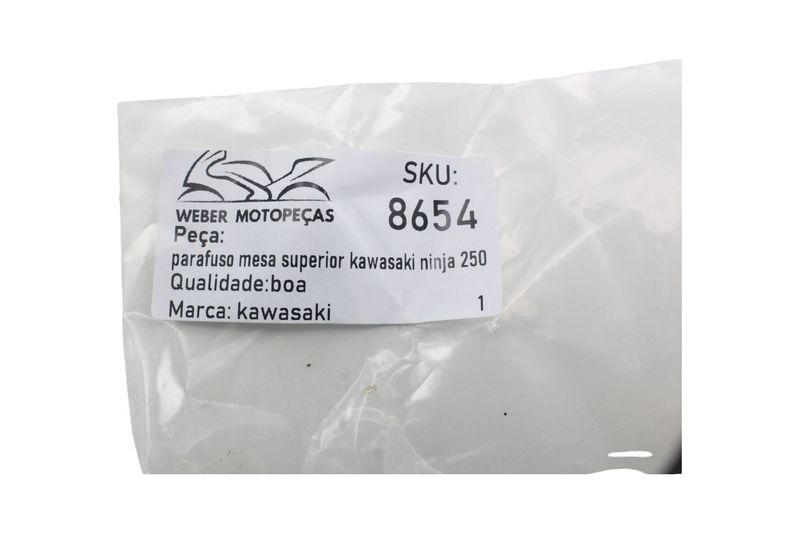 WEBER MOTOPEÇAS
SKU:
8654
Peça:
parafuso mesa superior kawasaki ninja 250
Qualidade:boa
Marca: kawasaki
1